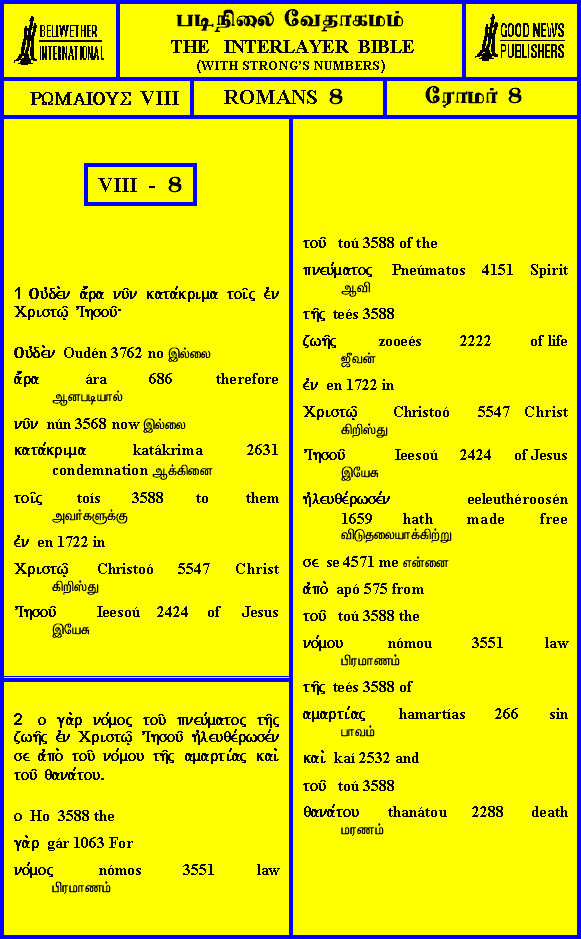 BELLWETHER
INTERNATIONAL
படிநிலை வேதாகமம்
THE INTERLAYER BIBLE
(WITH STRONG'S NUMBERS)
GOOD NEWS
PUBLISHERS
ΡΩΜΑΙΟΥΣ VIII
ROMANS 8
ரோமர் 8
VIII - 8
1 Οὐδὲν ἄρα νῦν κατάκριμα τοῖς ἐν
Χριστῷ Ἰησοῦ·
Οὐδὲν Oudén 3762 no இல்லை
ἄρα ára 686 therefore
ஆனபடியால்
νῦν nún 3568 now இல்லை
κατάκριμα katákrima 2631
condemnation ஆக்கினை
τοῖς toís 3588 to them
அவர்களுக்கு
ἐν en 1722 in
Χριστῷ Christoó 5547 Christ
கிறிஸ்து
Ἰησοῦ Ieesoú 2424 of Jesus
இயேசு
2 ο γὰρ νόμος τοῦ πνεύματος τῆς
ζωῆς ἐν Χριστῷ Ἰησοῦ ἠλευθέρωσέν
σε ἀπὸ τοῦ νόμου τῆς αμαρτίας καὶ
τοῦ θανάτου.
ο Ho 3588 the
γὰρ gár 1063 For
νόμος nómos 3551 law
பிரமாணம்
τοῦ toú 3588 of the
πνεύματος Pneúmatos 4151 Spirit
ஆவி
τῆς teés 3588
ζωῆς zooeés 2222 of life
ஜீவன்
ἐν en 1722 in
Χριστῷ Christoó 5547 Christ
கிறிஸ்து
Ἰησοῦ Ieesoú 2424 of Jesus
இயேசு
ἠλευθέρωσέν eeleuthéroosén
1659 hath made free
விடுதலையாக்கிற்று
σε se 4571 me என்னை
ἀπὸ apó 575 from
τοῦ toú 3588 the
νόμου nómou 3551 law
பிரமாணம்
τῆς teés 3588 of
αμαρτίας hamartías 266 sin
பாவம்
καὶ kaí 2532 and
τοῦ toú 3588
θανάτου thanátou 2288 death
மரணம்